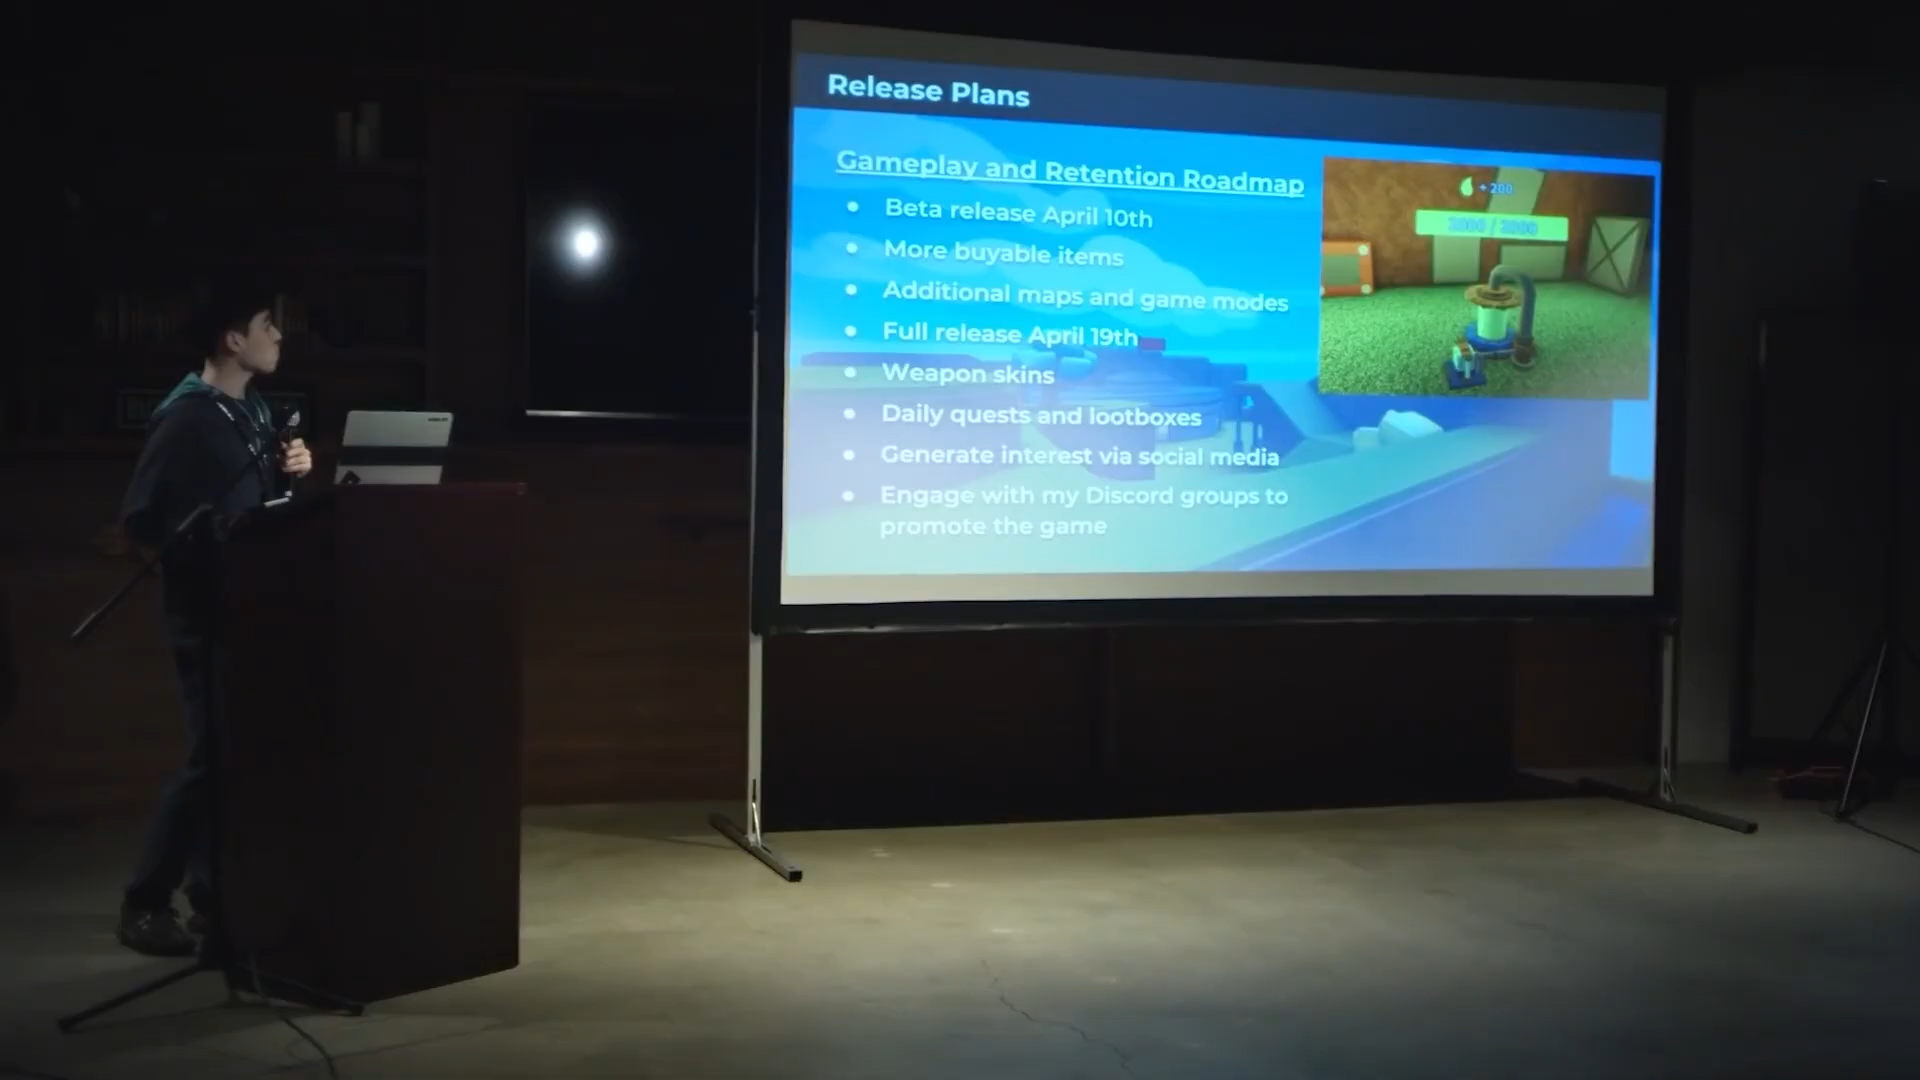 Release Plans
Gameplay and Retention Roadmap
Beta release April 10th
More buyable items
Additional maps and game modes
Full release April 19th
Weapon skins
Daily quests and lootboxes
Generate interest via social media
Engage with my Discord groups to
promote the game
+ 200